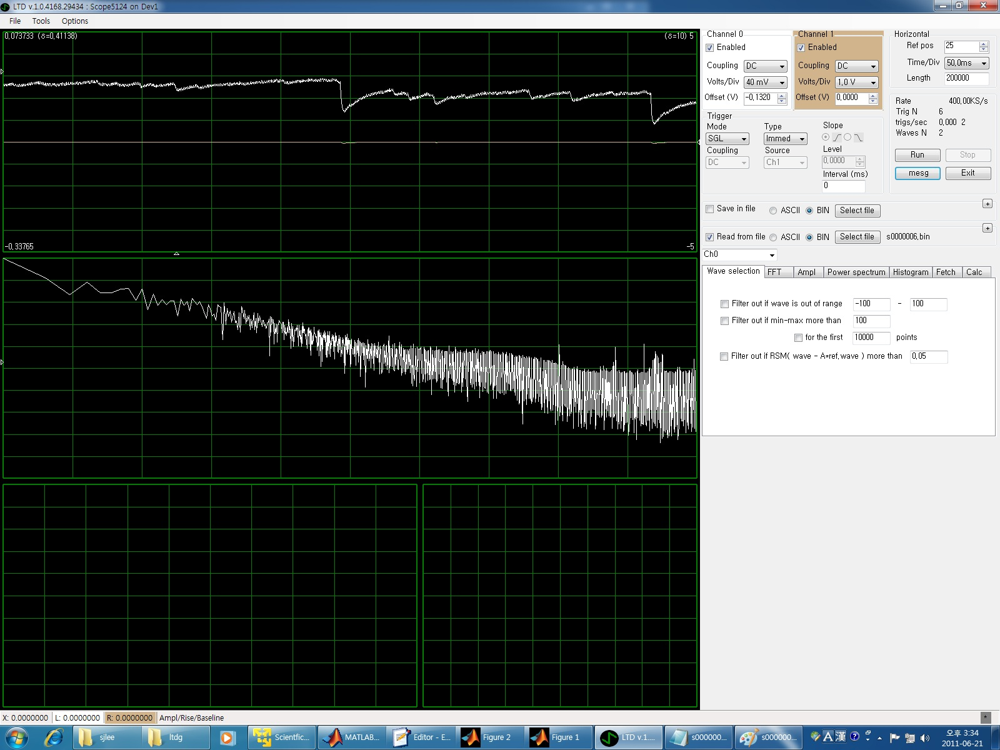 LTD v.1.0.4168.29434 : Scope5124 on Dev1
File Tools Options
0,073733 (δ=0,41138) (δ=10) 5
-0,33765 -5
Channel 0
Enabled
Coupling DC
Volts/Div 40 mV
Offset (V) -0,1320
Channel 1
Enabled
Coupling DC
Volts/Div 1,0 V
Offset (V) 0,0000
Horizontal
Ref pos 25
Time/Div 50,0ms
Length 200000
Trigger
Mode Type Slope
SGL Immed
Coupling Source Level
DC Ch1 0,0000
Interval (ms)
0
Rate 400,00KS/s
Trig N 6
trigs/sec 0,000 2
Waves N 2
Run Stop
mesg Exit
Save in file ASCII BIN Select file +
Read from file ASCII BIN Select file s0000006,bin +
Ch0
Wave selection FFT Ampl Power spectrum Histogram Fetch Calc
Filter out if wave is out of range -100 - 100
Filter out if min-max more than 100
for the first 10000 points
Filter out if RSM( wave - A*ref,wave ) more than 0,05
X: 0.0000000 L: 0.0000000 R: 0.0000000 Ampl/Rise/Baseline *
sjlee ltdg Scientfic... MATLAB... Editor - E... Figure 2 Figure 1 LTD v.1.... s000000... s000000... A 漢 ? 오후 3:34
2011-06-21